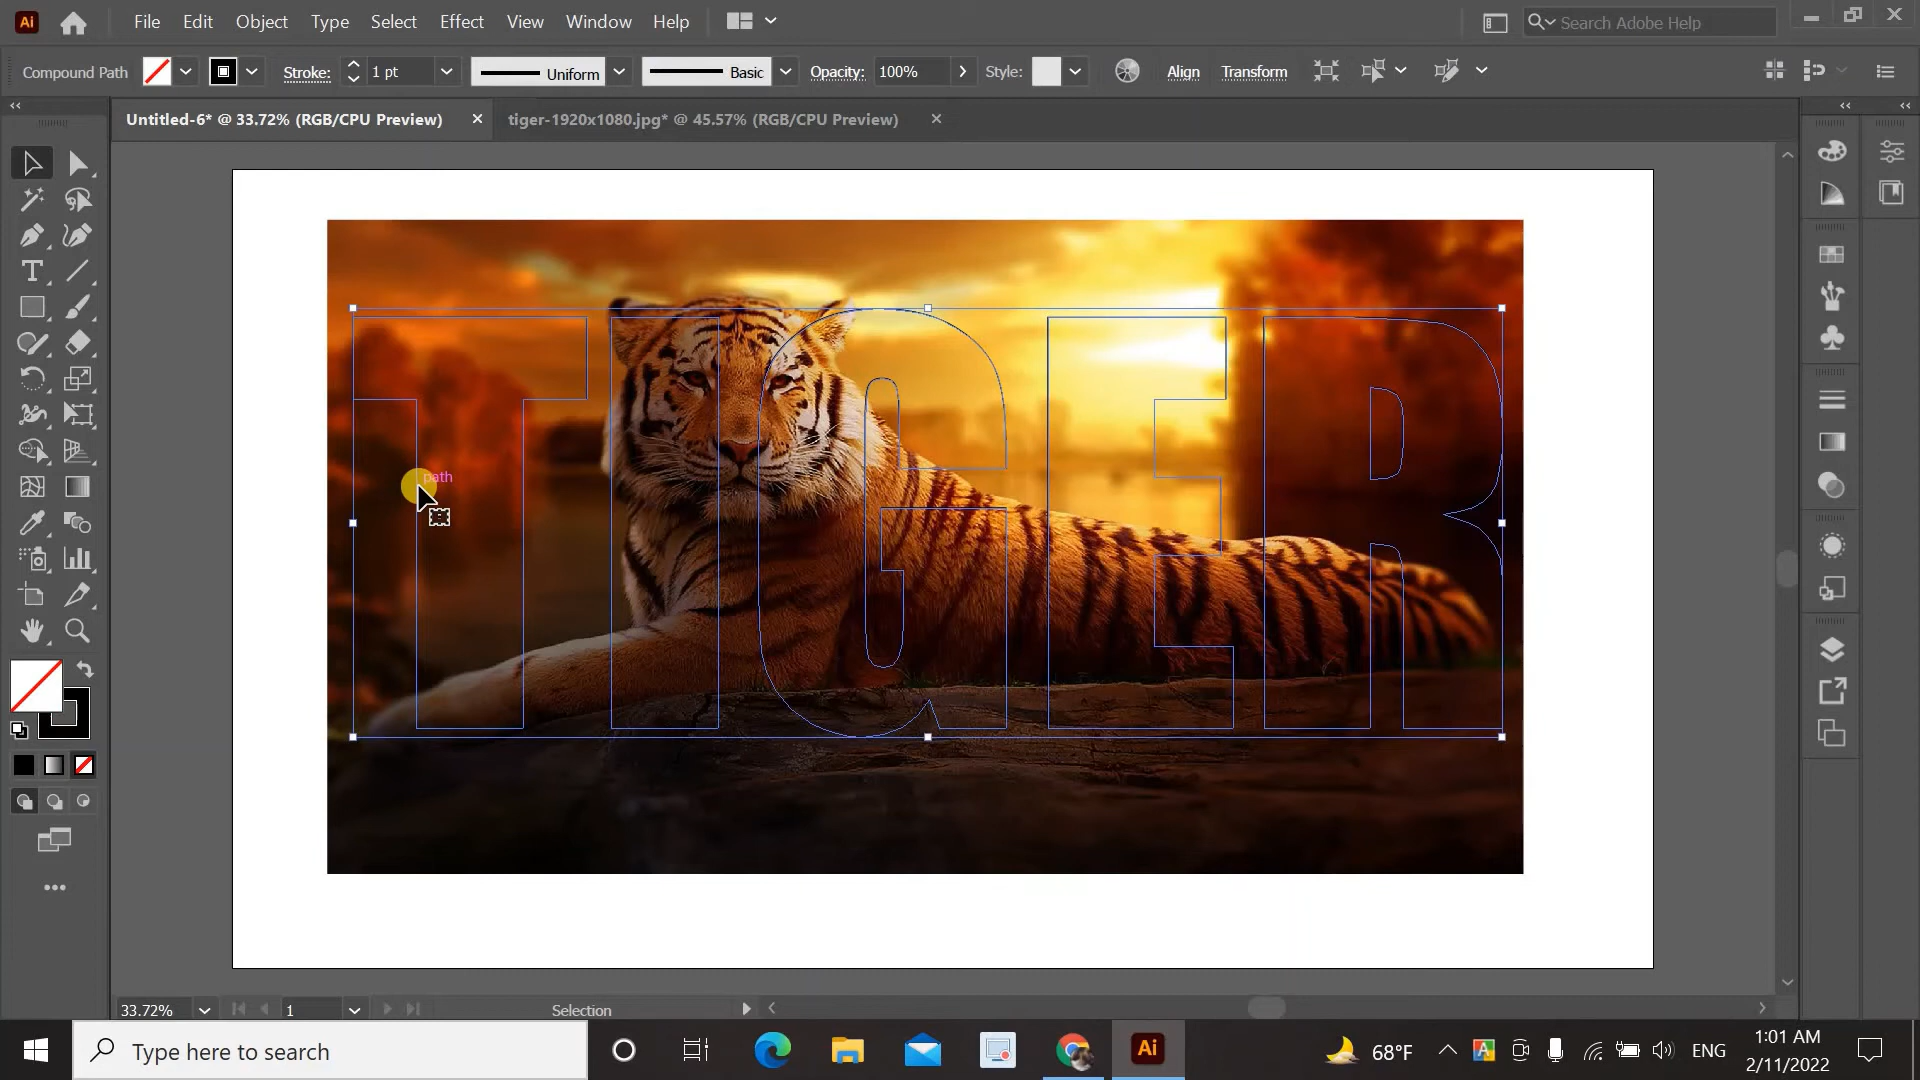 Ai
File Edit Object Type Select Effect View Window Help
Search Adobe Help
Compound Path Stroke: 1 pt Uniform Basic Opacity: 100% Style: Align Transform
Untitled-6* @ 33.72% (RGB/CPU Preview)
tiger-1920x1080.jpg* @ 45.57% (RGB/CPU Preview)
TIGER
path
33.72% 1 Selection
Type here to search
Ai
68°F
A
ENG
1:01 AM
2/11/2022